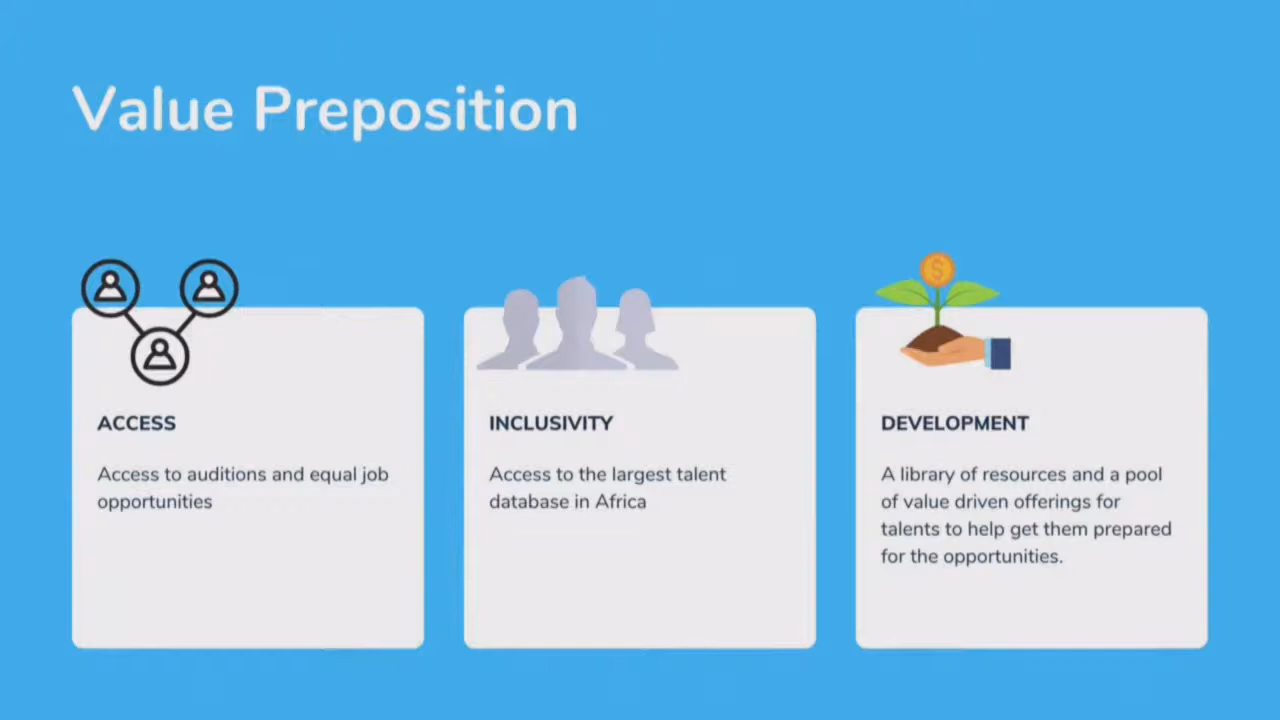 Value Preposition
ACCESS
Access to auditions and equal job
opportunities
INCLUSIVITY
Access to the largest talent
database in Africa
$
DEVELOPMENT
A library of resources and a pool
of value driven offerings for
talents to help get them prepared
for the opportunities.